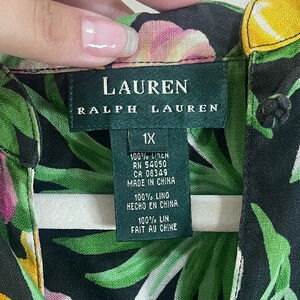 LAUREN
RALPH LAUREN
1X
100% LINEN
RN 54050
CA 08349
MADE IN CHINA
100% LINO
HECHO EN CHINA
100% LIN
FAIT AU CHINE